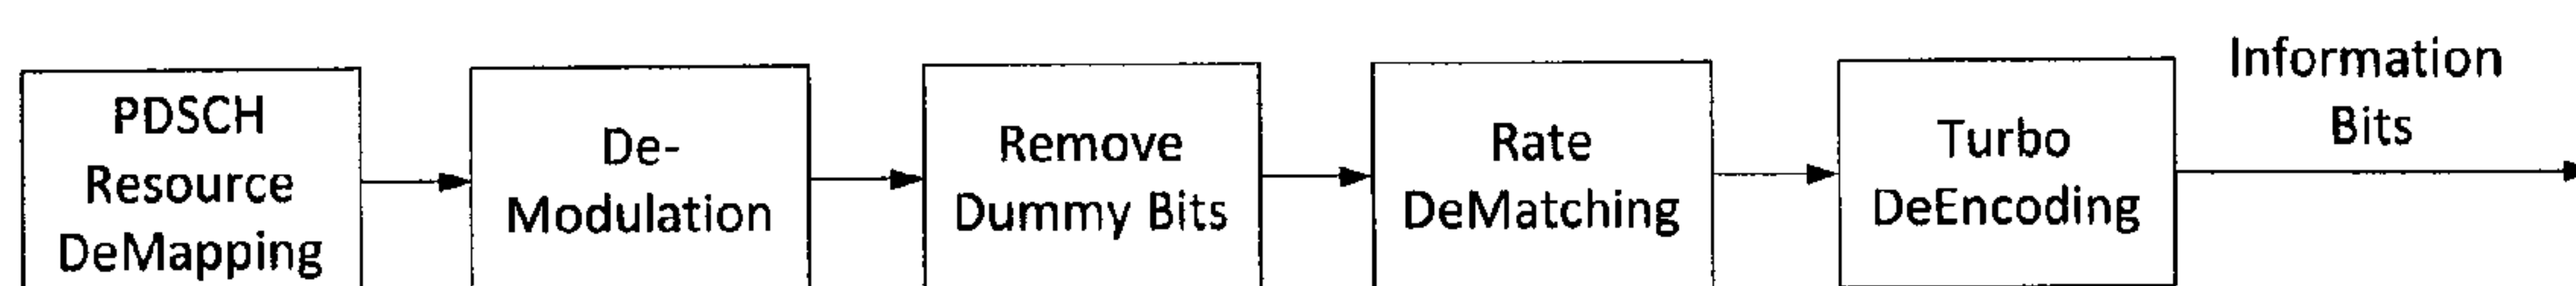 PDSCH
Resource
DeMapping
De-
Modulation
Remove
Dummy Bits
Rate
DeMatching
Turbo
DeEncoding
Information
Bits